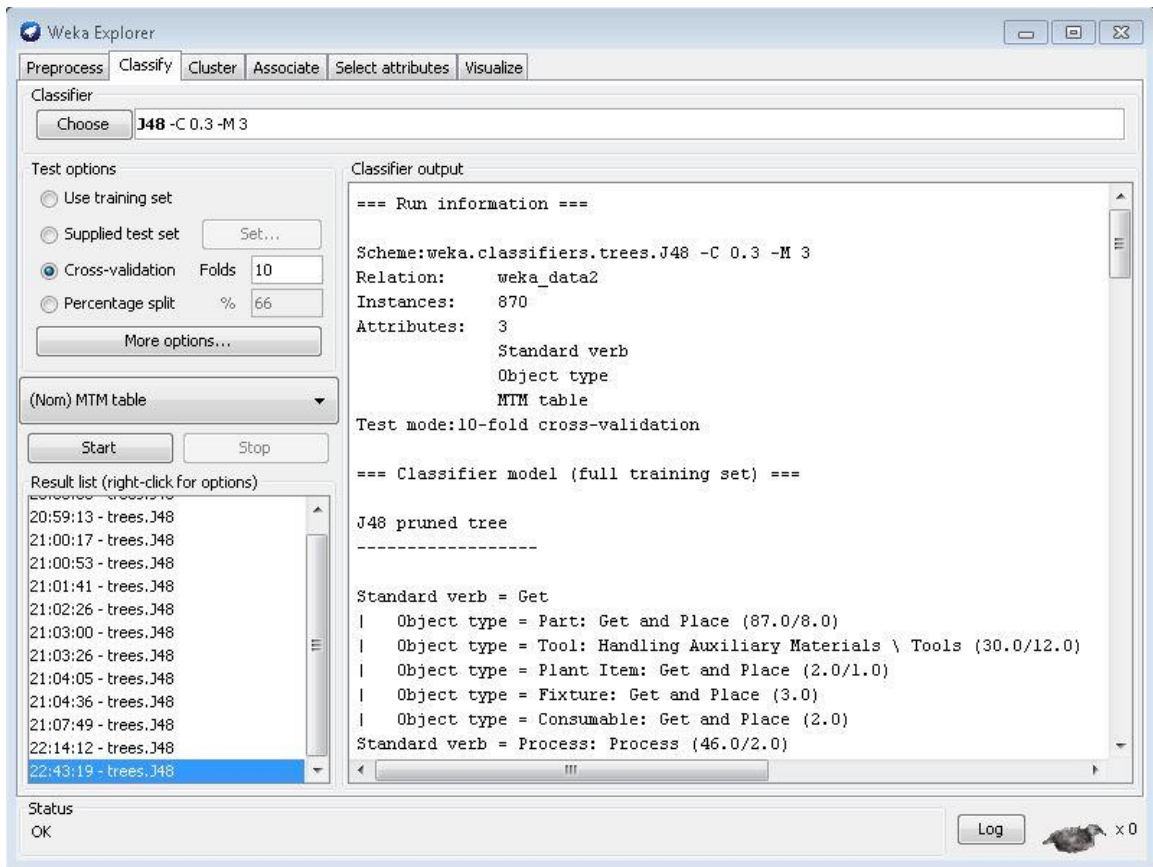 Weka Explorer
Preprocess Classify Cluster Associate Select attributes Visualize
Classifier
Choose J48 -C 0.3 -M 3
Test options
Use training set
Supplied test set Set...
Cross-validation Folds 10
Percentage split % 66
More options...
(Nom) MTM table
Start Stop
Result list (right-click for options)
20:59:13 - trees.J48
21:00:17 - trees.J48
21:00:53 - trees.J48
21:01:41 - trees.J48
21:02:26 - trees.J48
21:03:00 - trees.J48
21:03:26 - trees.J48
21:04:05 - trees.J48
21:04:36 - trees.J48
21:07:49 - trees.J48
22:14:12 - trees.J48
22:43:19 - trees.J48
Classifier output
=== Run information ===
Scheme:weka.classifiers.trees.J48 -C 0.3 -M 3
Relation: weka_data2
Instances: 870
Attributes: 3
Standard verb
Object type
MTM table
Test mode:10-fold cross-validation
=== Classifier model (full training set) ===
J48 pruned tree
------------------
Standard verb = Get
| Object type = Part: Get and Place (87.0/8.0)
| Object type = Tool: Handling Auxiliary Materials \ Tools (30.0/12.0)
| Object type = Plant Item: Get and Place (2.0/1.0)
| Object type = Fixture: Get and Place (3.0)
| Object type = Consumable: Get and Place (2.0)
Standard verb = Process: Process (46.0/2.0)
Status
OK
Log x 0